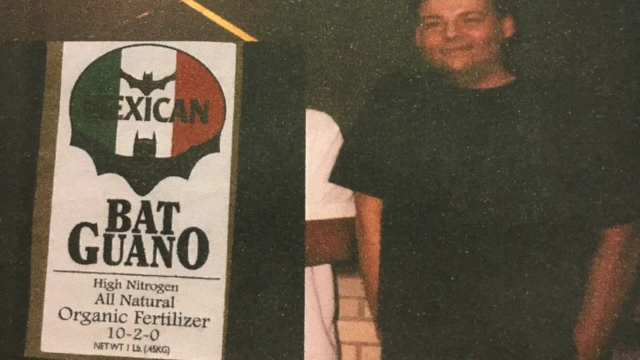 MEXICAN
BAT
GUANO
High Nitrogen
All Natural
Organic Fertilizer
10-2-0
NET WT 1 Lb. (.45KG)